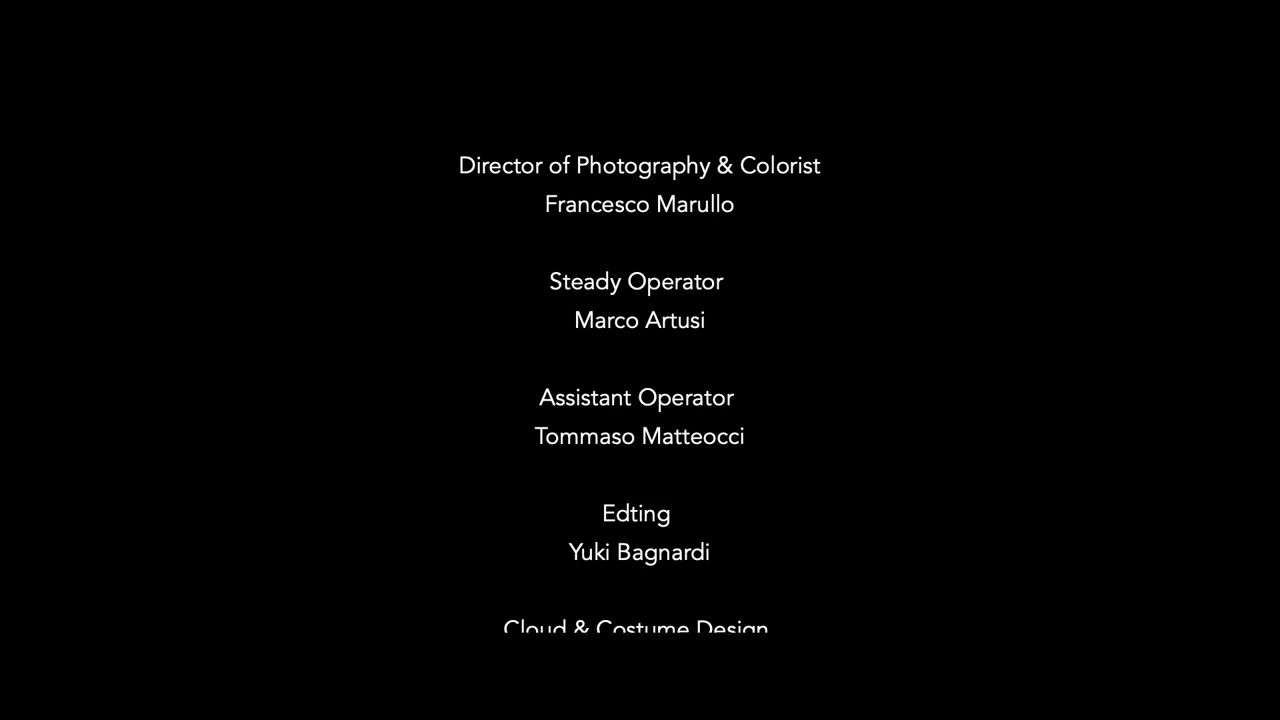 Director of Photography & Colorist
Francesco Marullo
Steady Operator
Marco Artusi
Assistant Operator
Tommaso Matteocci
Edting
Yuki Bagnardi
Cloud & Costume Design